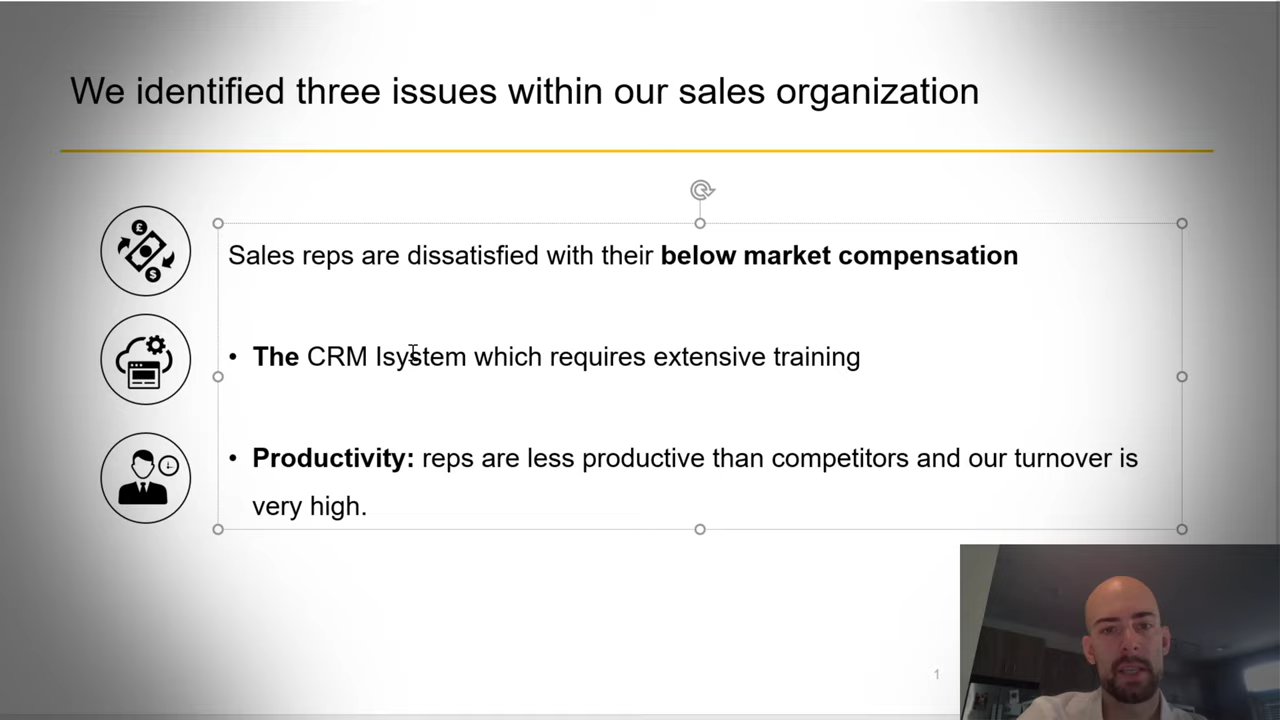 We identified three issues within our sales organization
Sales reps are dissatisfied with their below market compensation
• The CRM Isystem which requires extensive training
• Productivity: reps are less productive than competitors and our turnover is
very high.
1